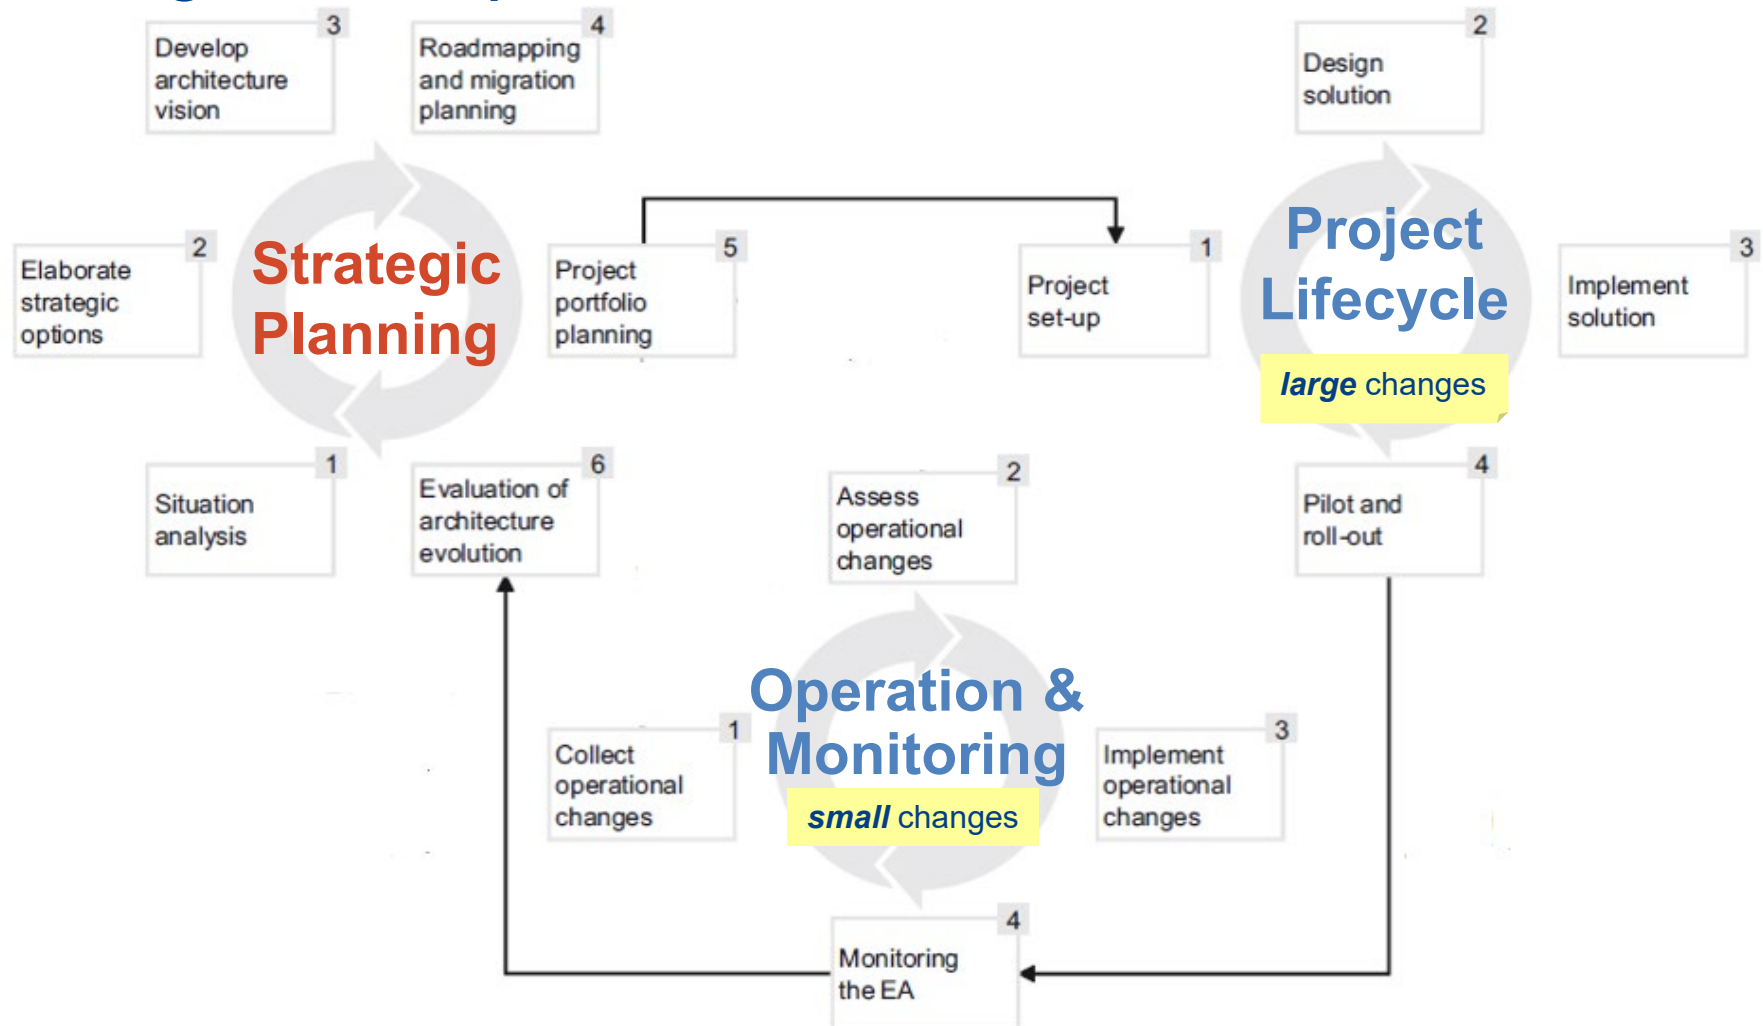 3
Develop
architecture
vision
4
Roadmapping
and migration
planning
2
Elaborate
strategic
options
Strategic
Planning
5
Project
portfolio
planning
1
Situation
analysis
6
Evaluation of
architecture
evolution
2
Design
solution
1
Project
set-up
Project
Lifecycle
large changes
3
Implement
solution
4
Pilot and
roll-out
2
Assess
operational
changes
1
Collect
operational
changes
Operation &
Monitoring
small changes
3
Implement
operational
changes
4
Monitoring
the EA